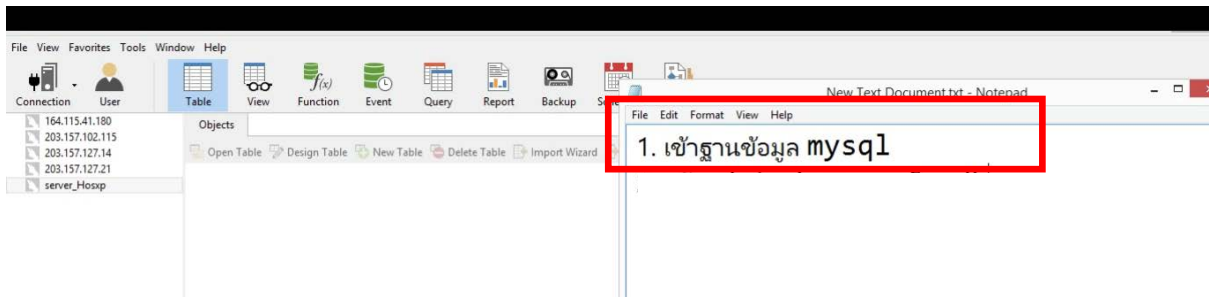 File View Favorites Tools Window Help
Connection User Table View Function Event Query Report Backup
f(x)
164.115.41.180
203.157.102.115
203.157.127.14
203.157.127.21
server_Hosxp
Objects
Open Table Design Table New Table Delete Table Import Wizard
New Text Document.txt - Notepad
File Edit Format View Help
1. เข้าฐานข้อมูล mysql